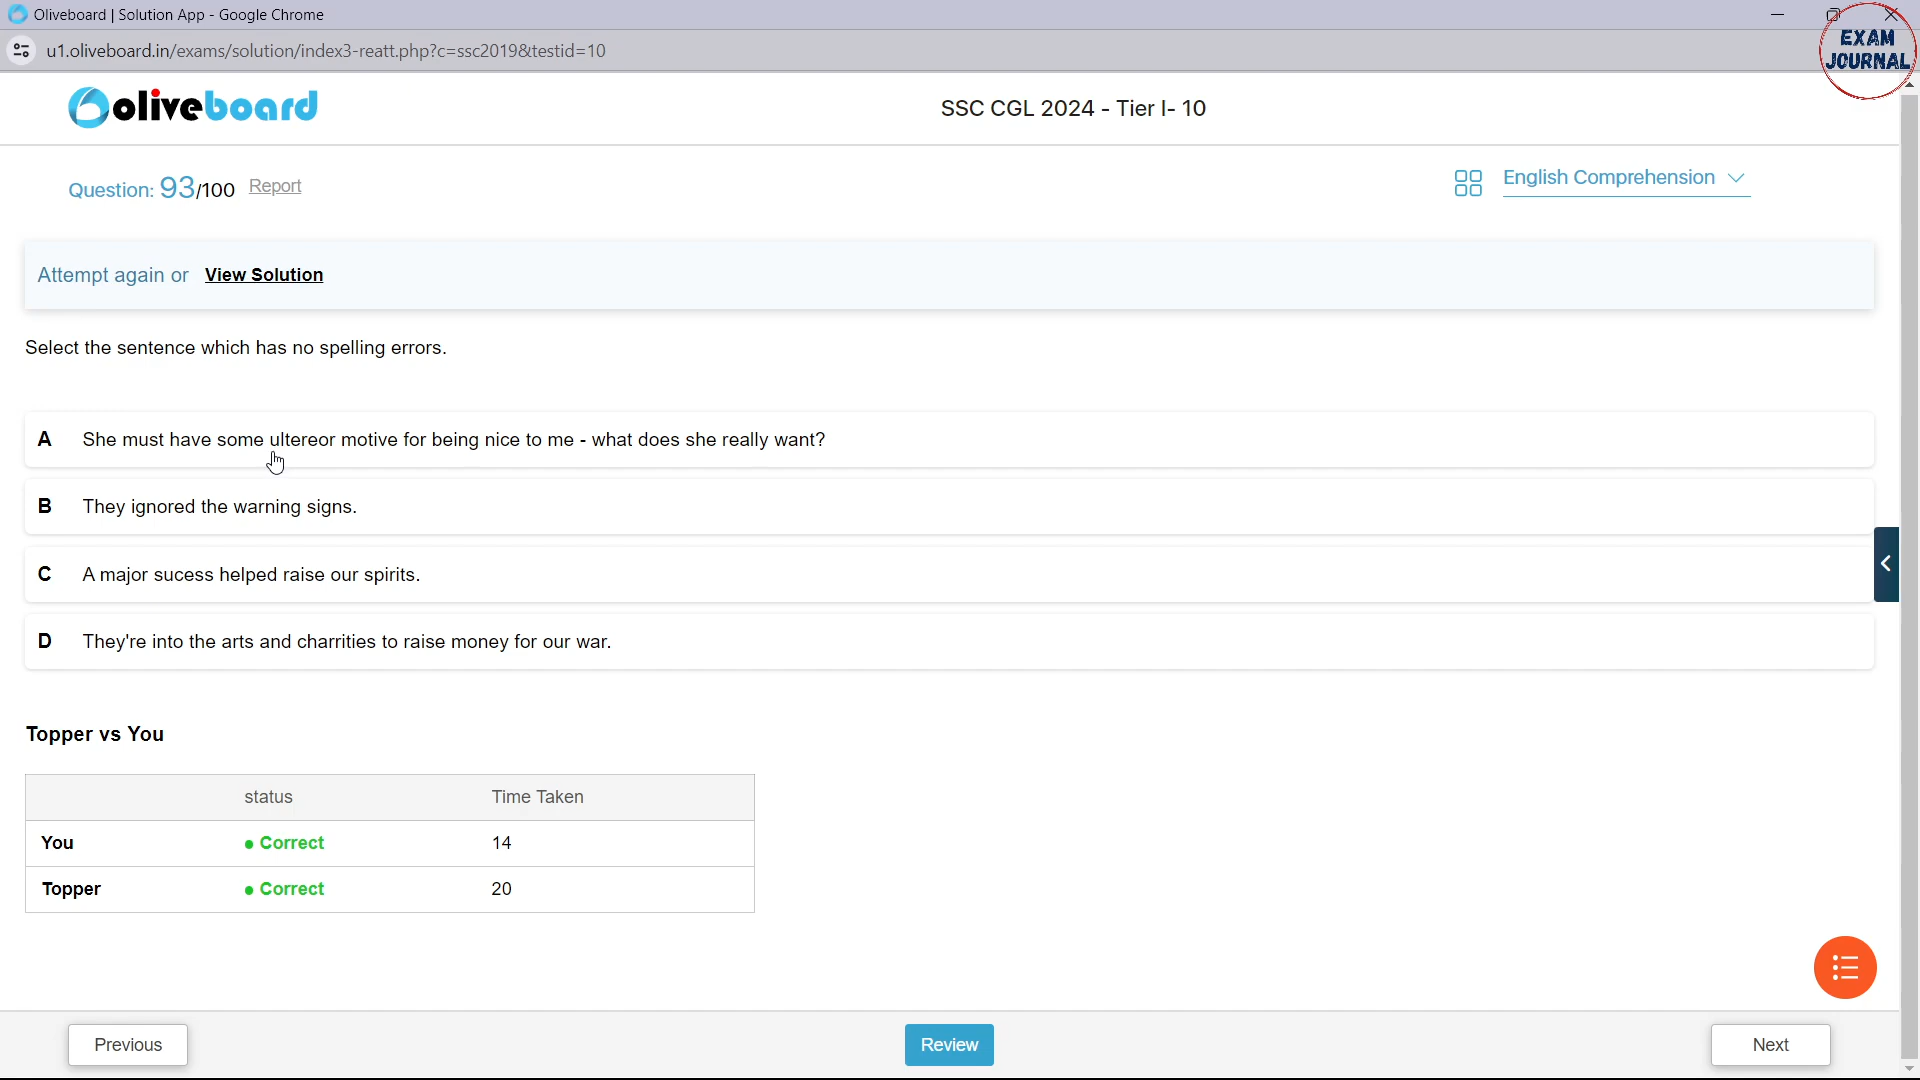 Oliveboard | Solution App - Google Chrome
u1.oliveboard.in/exams/solution/index3-reatt.php?c=ssc2019&testid=10
EXAM
JOURNAL
oliveboard
SSC CGL 2024 - Tier I- 10
Question: 93/100 Report
English Comprehension
Attempt again or View Solution
Select the sentence which has no spelling errors.
A She must have some ultereor motive for being nice to me - what does she really want?
B They ignored the warning signs.
C A major sucess helped raise our spirits.
D They're into the arts and charrities to raise money for our war.
Topper vs You
status Time Taken
You Correct 14
Topper Correct 20
Previous Review Next